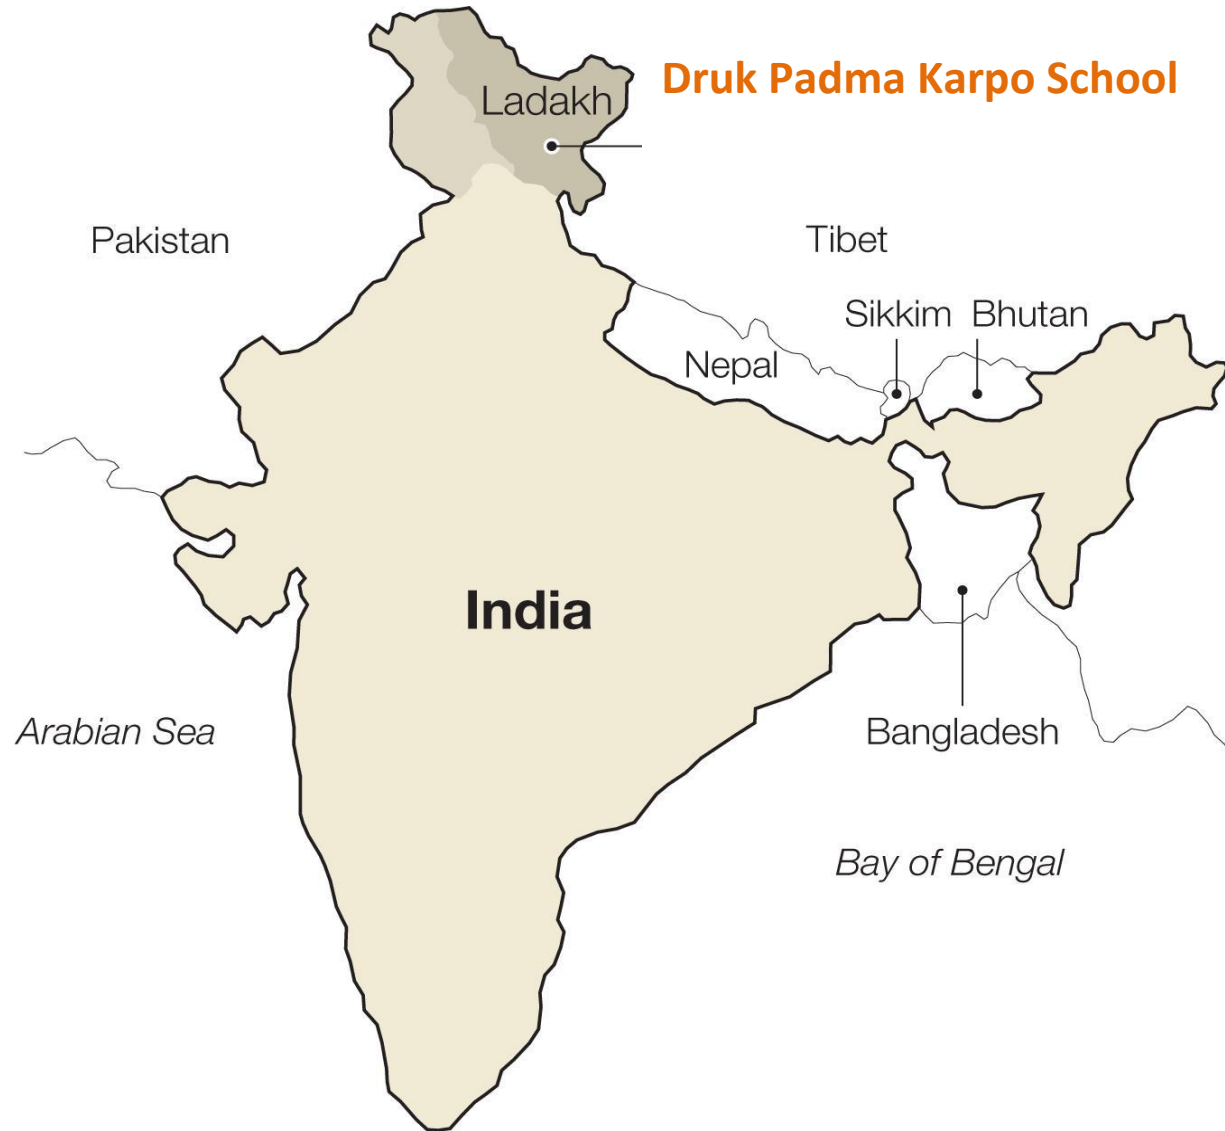 Druk Padma Karpo School
Ladakh
Pakistan
Tibet
Sikkim
Bhutan
Nepal
India
Arabian Sea
Bangladesh
Bay of Bengal